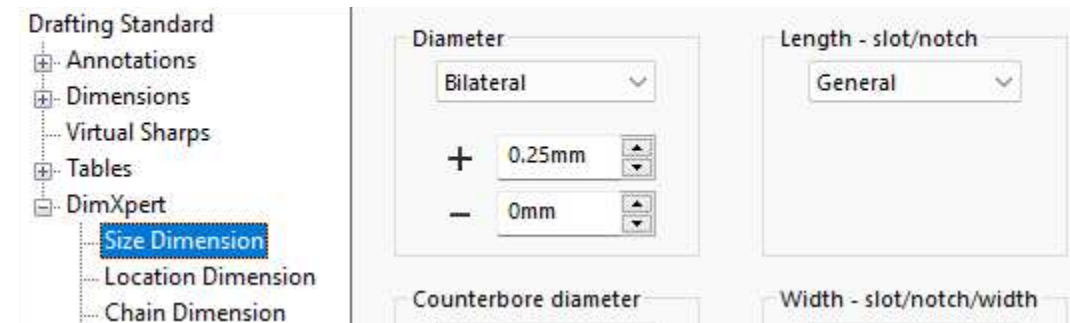 Drafting Standard
Annotations
Dimensions
Virtual Sharps
Tables
DimXpert
Size Dimension
Location Dimension
Chain Dimension
Diameter
Bilateral
+ 0.25mm
− 0mm
Length - slot/notch
General
Counterbore diameter
Width - slot/notch/width